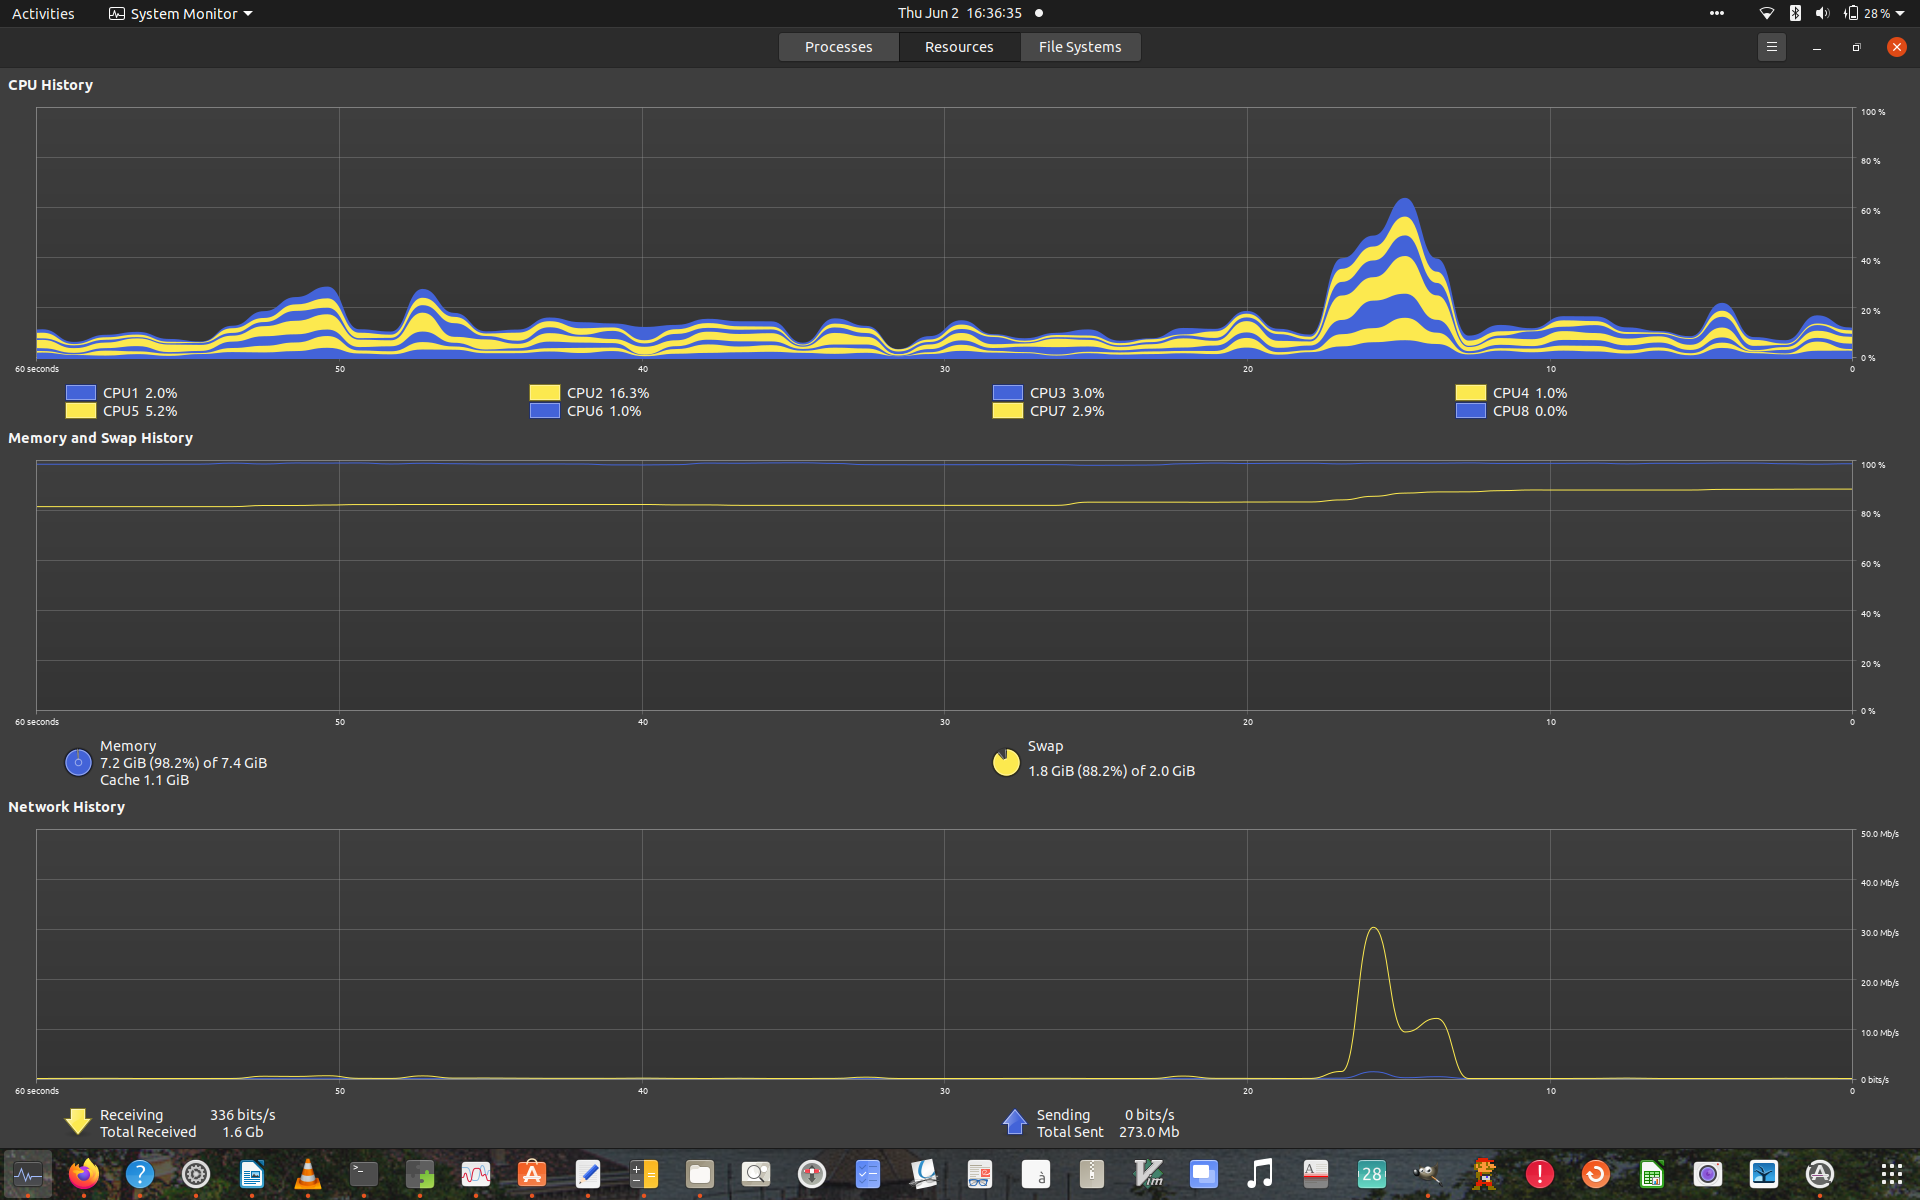 Activities System Monitor Thu Jun 2 16:36:35 28 %
Processes Resources File Systems
CPU History
100 %
80 %
60 %
40 %
20 %
0 %
60 seconds 50 40 30 20 10 0
CPU1 2.0% CPU2 16.3% CPU3 3.0% CPU4 1.0%
CPU5 5.2% CPU6 1.0% CPU7 2.9% CPU8 0.0%
Memory and Swap History
100 %
80 %
60 %
40 %
20 %
0 %
60 seconds 50 40 30 20 10 0
Memory
7.2 GiB (98.2%) of 7.4 GiB
Cache 1.1 GiB
Swap
1.8 GiB (88.2%) of 2.0 GiB
Network History
50.0 Mb/s
40.0 Mb/s
30.0 Mb/s
20.0 Mb/s
10.0 Mb/s
0 bits/s
60 seconds 50 40 30 20 10 0
Receiving 336 bits/s
Total Received 1.6 Gb
Sending 0 bits/s
Total Sent 273.0 Mb
? >_ à Vim A 28 !